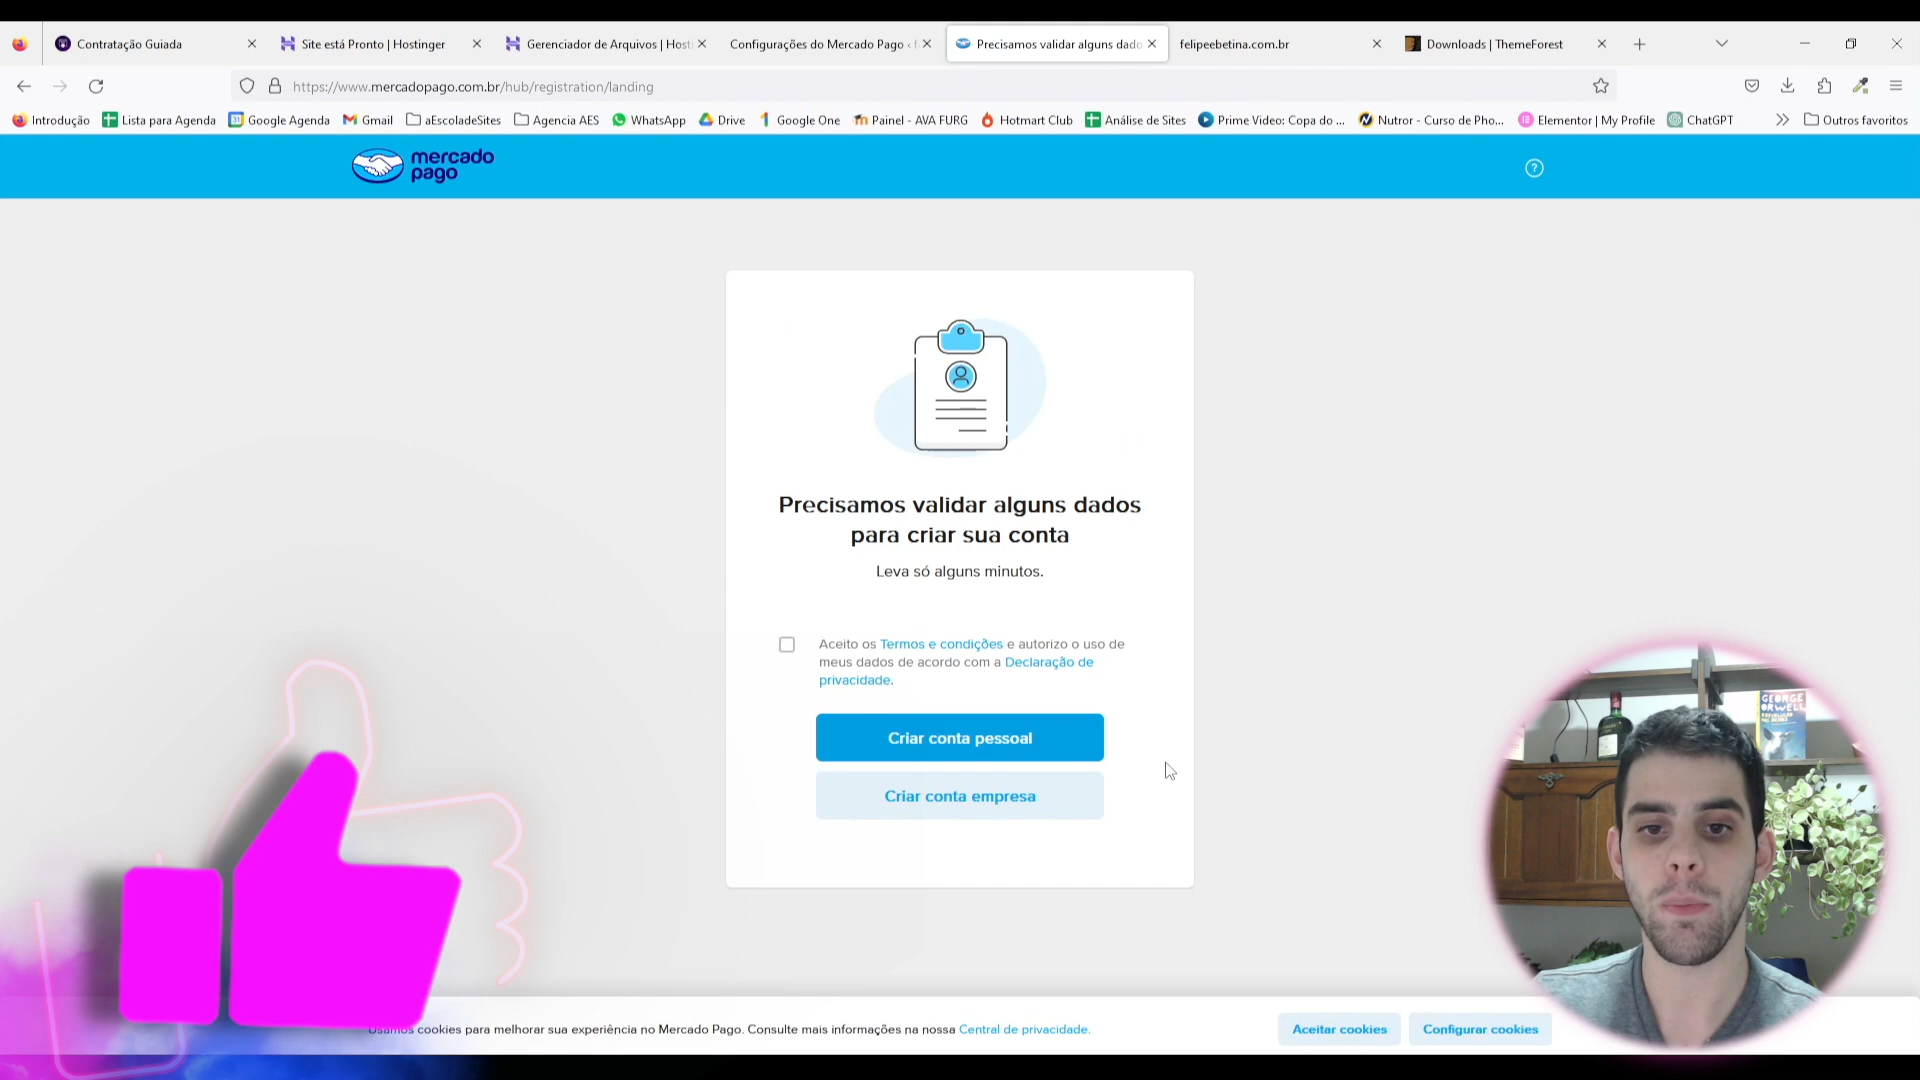 Contratação Guiada
Site está Pronto | Hostinger
Gerenciador de Arquivos | Host
Configurações do Mercado Pago ‹ f
Precisamos validar alguns dado
felipeebetina.com.br
Downloads | ThemeForest
https://www.mercadopago.com.br/hub/registration/landing
Introdução
Lista para Agenda
Google Agenda
Gmail
aEscoladeSites
Agencia AES
WhatsApp
Drive
Google One
Painel - AVA FURG
Hotmart Club
Análise de Sites
Prime Video: Copa do ...
Nutror - Curso de Pho...
Elementor | My Profile
ChatGPT
Outros favoritos
mercado
pago
Precisamos validar alguns dados
para criar sua conta
Leva só alguns minutos.
Aceito os Termos e condições e autorizo o uso de
meus dados de acordo com a Declaração de
privacidade.
Criar conta pessoal
Criar conta empresa
GEORGE
ORWELL
Usamos cookies para melhorar sua experiência no Mercado Pago. Consulte mais informações na nossa Central de privacidade.
Aceitar cookies
Configurar cookies